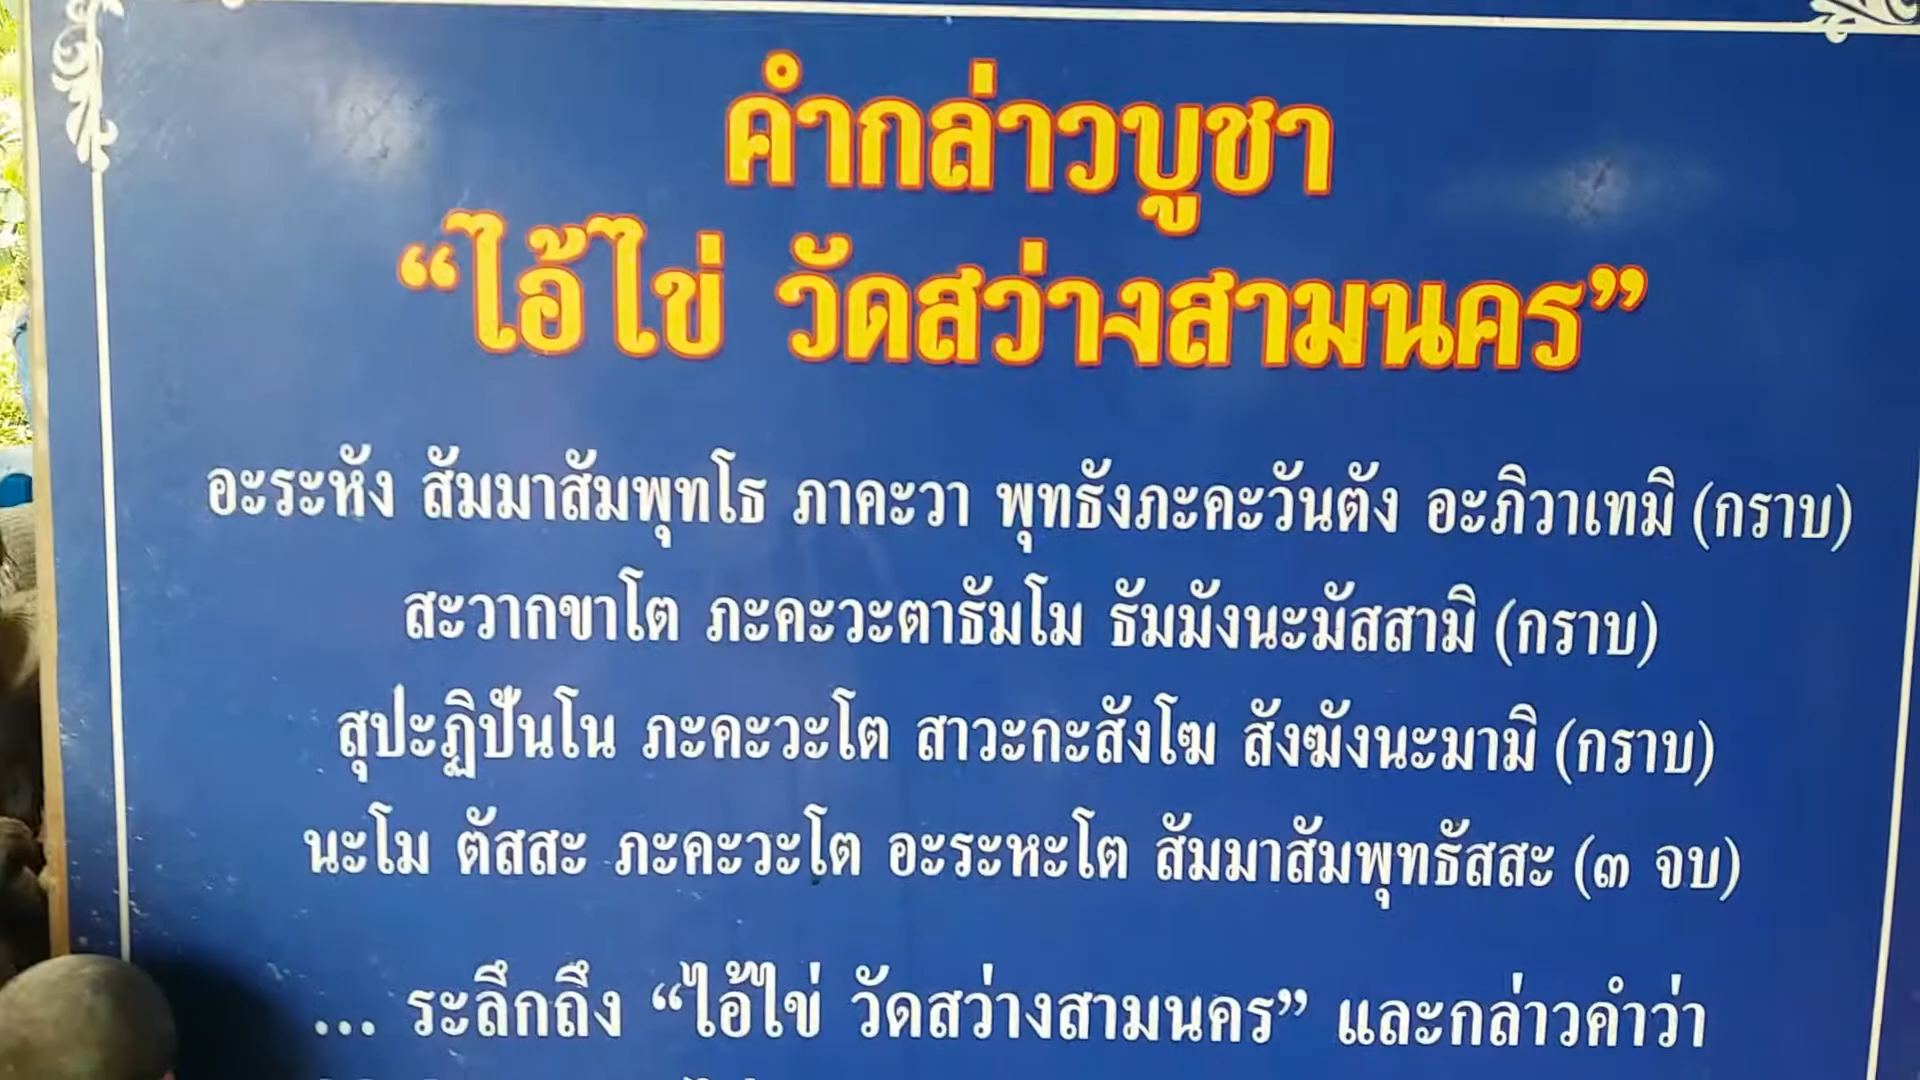 คำกล่าวบูชา
“ไอ้ไข่ วัดสว่างสามนคร”
อะระหัง สัมมาสัมพุทโธ ภาคะวา พุทธังภะคะวันตัง อะภิวาเทมิ (กราบ)
สะวากขาโต ภะคะวะตาธัมโม ธัมมังนะมัสสามิ (กราบ)
สุปะฏิปันโน ภะคะวะโต สาวะกะสังโฆ สังฆังนะมามิ (กราบ)
นะโม ตัสสะ ภะคะวะโต อะระหะโต สัมมาสัมพุทธัสสะ (๓ จบ)
... ระลึกถึง “ไอ้ไข่ วัดสว่างสามนคร” และกล่าวคำว่า